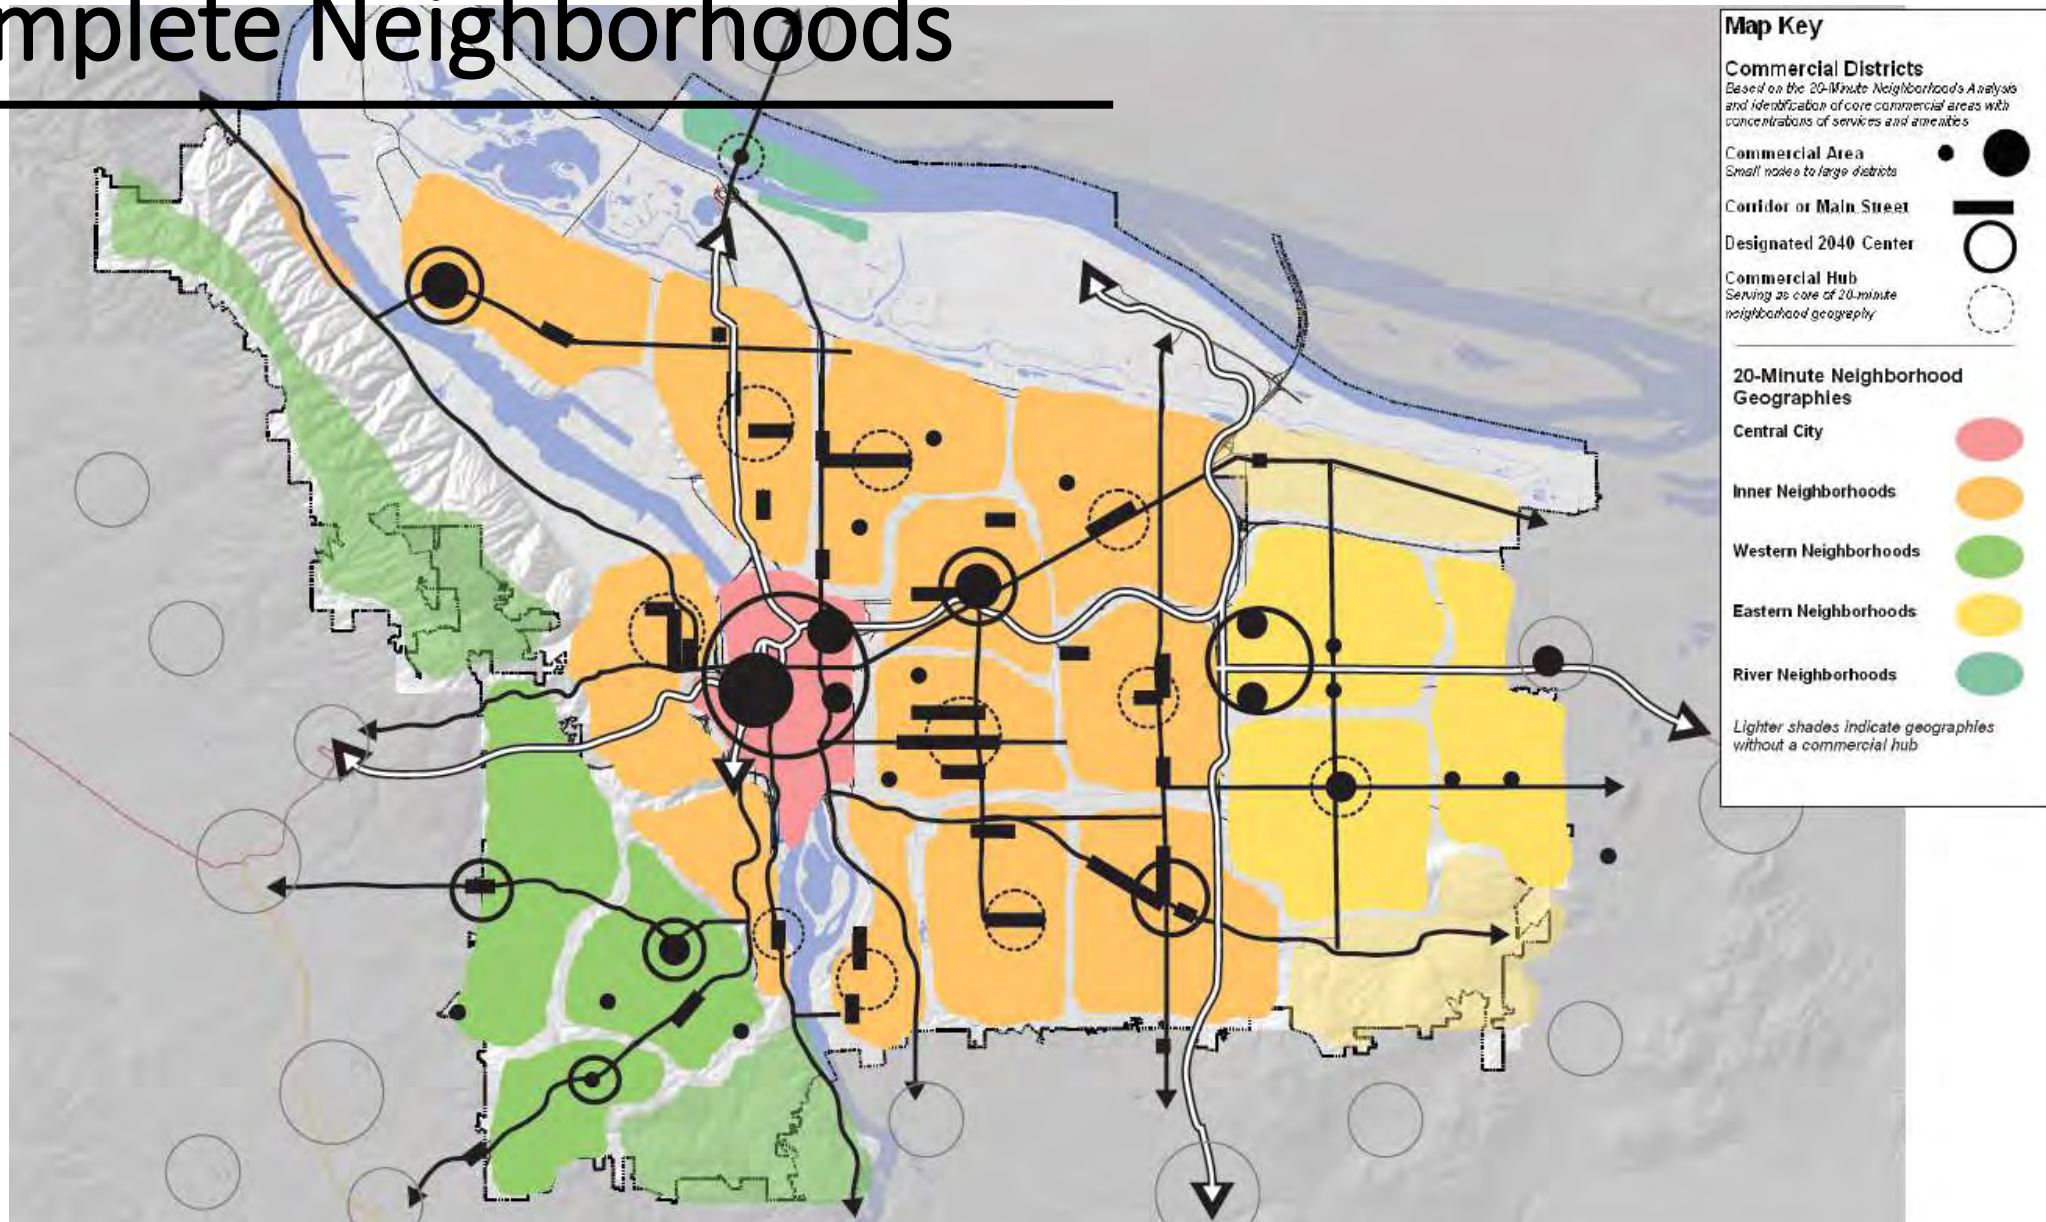 mplete Neighborhoods
Map Key
Commercial Districts
Based on the 20-Minute Neighborhoods Analysis
and identification of core commercial areas with
concentrations of services and amenities
Commercial Area
Small nodes to large districts
Corridor or Main Street
Designated 2040 Center
Commercial Hub
Serving as core of 20-minute
neighborhood geography
20-Minute Neighborhood
Geographies
Central City
Inner Neighborhoods
Western Neighborhoods
Eastern Neighborhoods
River Neighborhoods
Lighter shades indicate geographies
without a commercial hub